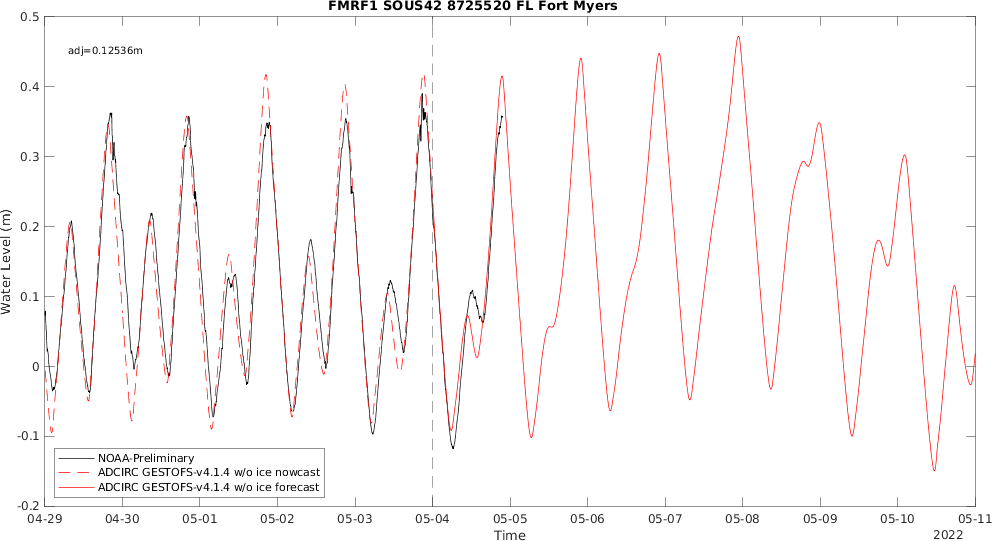 FMRF1 SOUS42 8725520 FL Fort Myers
0.5
adj=0.12536m
0.4
0.3
0.2
0.1
0
-0.1
-0.2
Water Level (m)
NOAA-Preliminary
ADCIRC GESTOFS-v4.1.4 w/o ice nowcast
ADCIRC GESTOFS-v4.1.4 w/o ice forecast
04-29 04-30 05-01 05-02 05-03 05-04 05-05 05-06 05-07 05-08 05-09 05-10 05-11
Time
2022